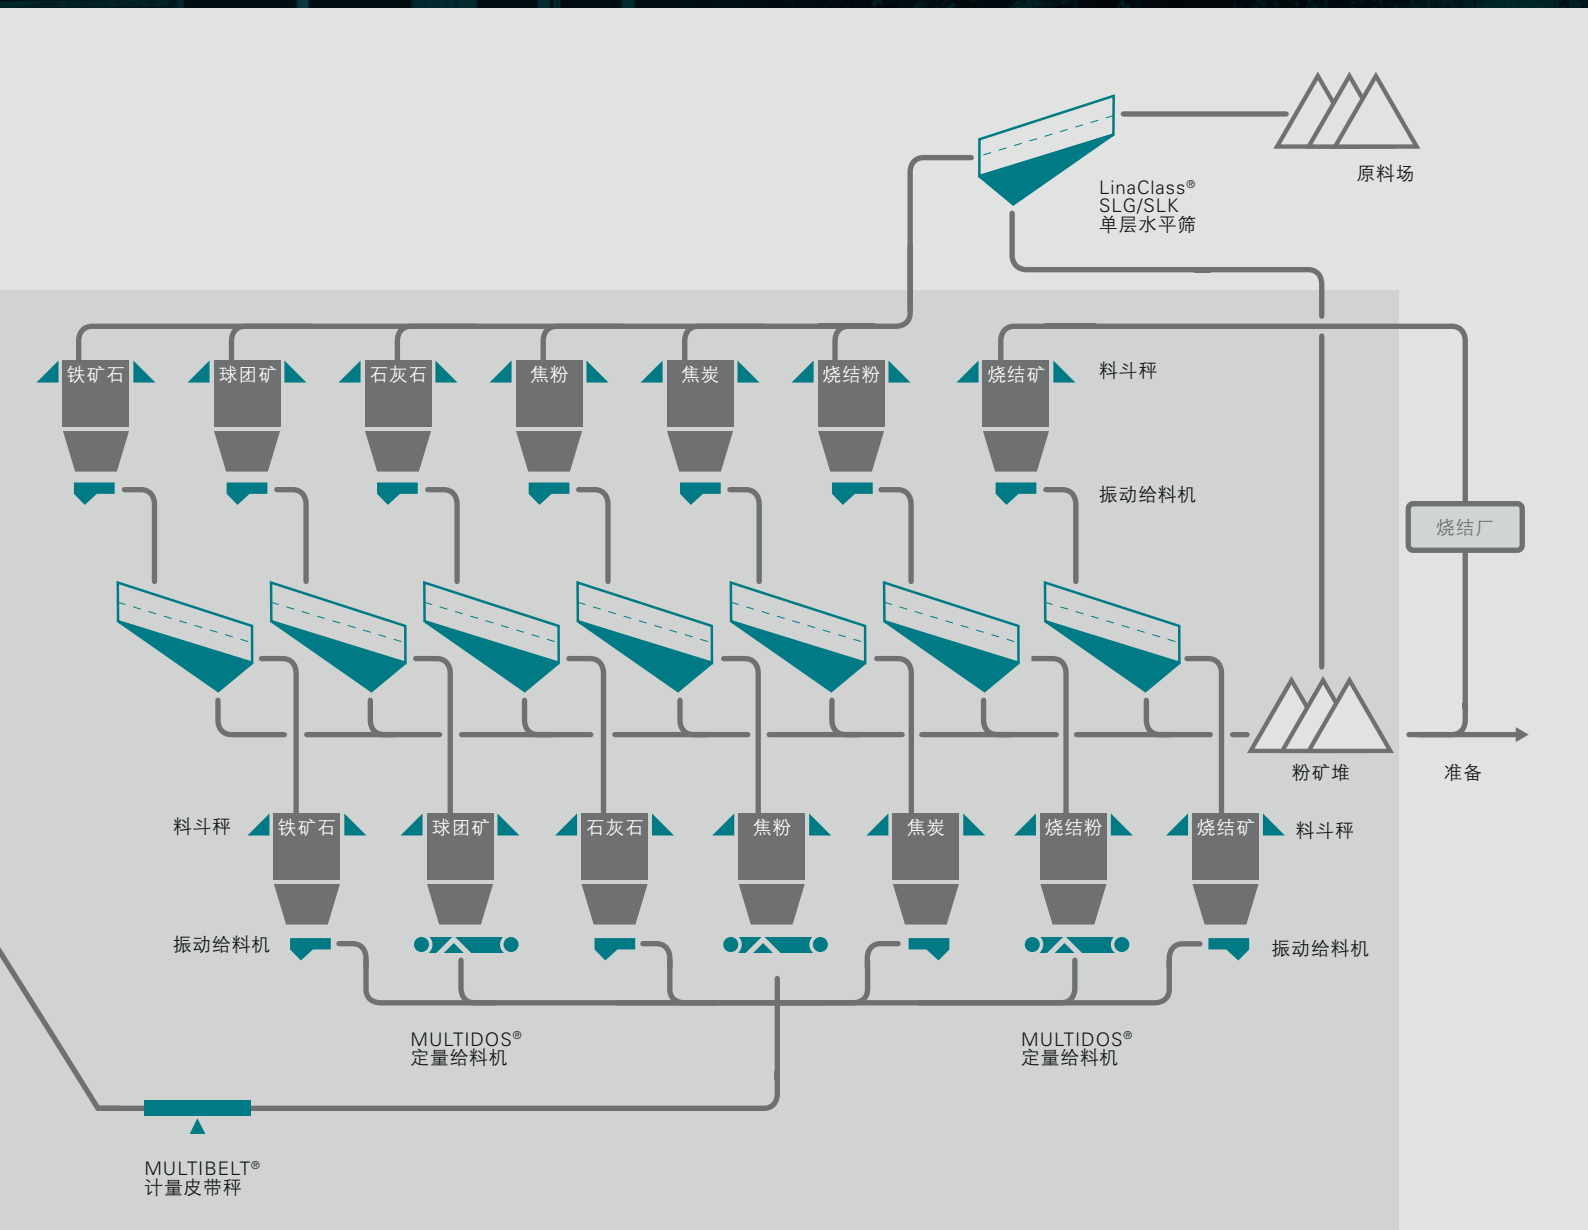 原料场
LinaClass®
SLG/SLK
单层水平筛
铁矿石
球团矿
石灰石
焦粉
焦炭
烧结粉
烧结矿
料斗秤
振动给料机
烧结厂
粉矿堆
准备
料斗秤
铁矿石
球团矿
石灰石
焦粉
焦炭
烧结粉
烧结矿
料斗秤
振动给料机
振动给料机
MULTIDOS®
定量给料机
MULTIDOS®
定量给料机
MULTIBELT®
计量皮带秤